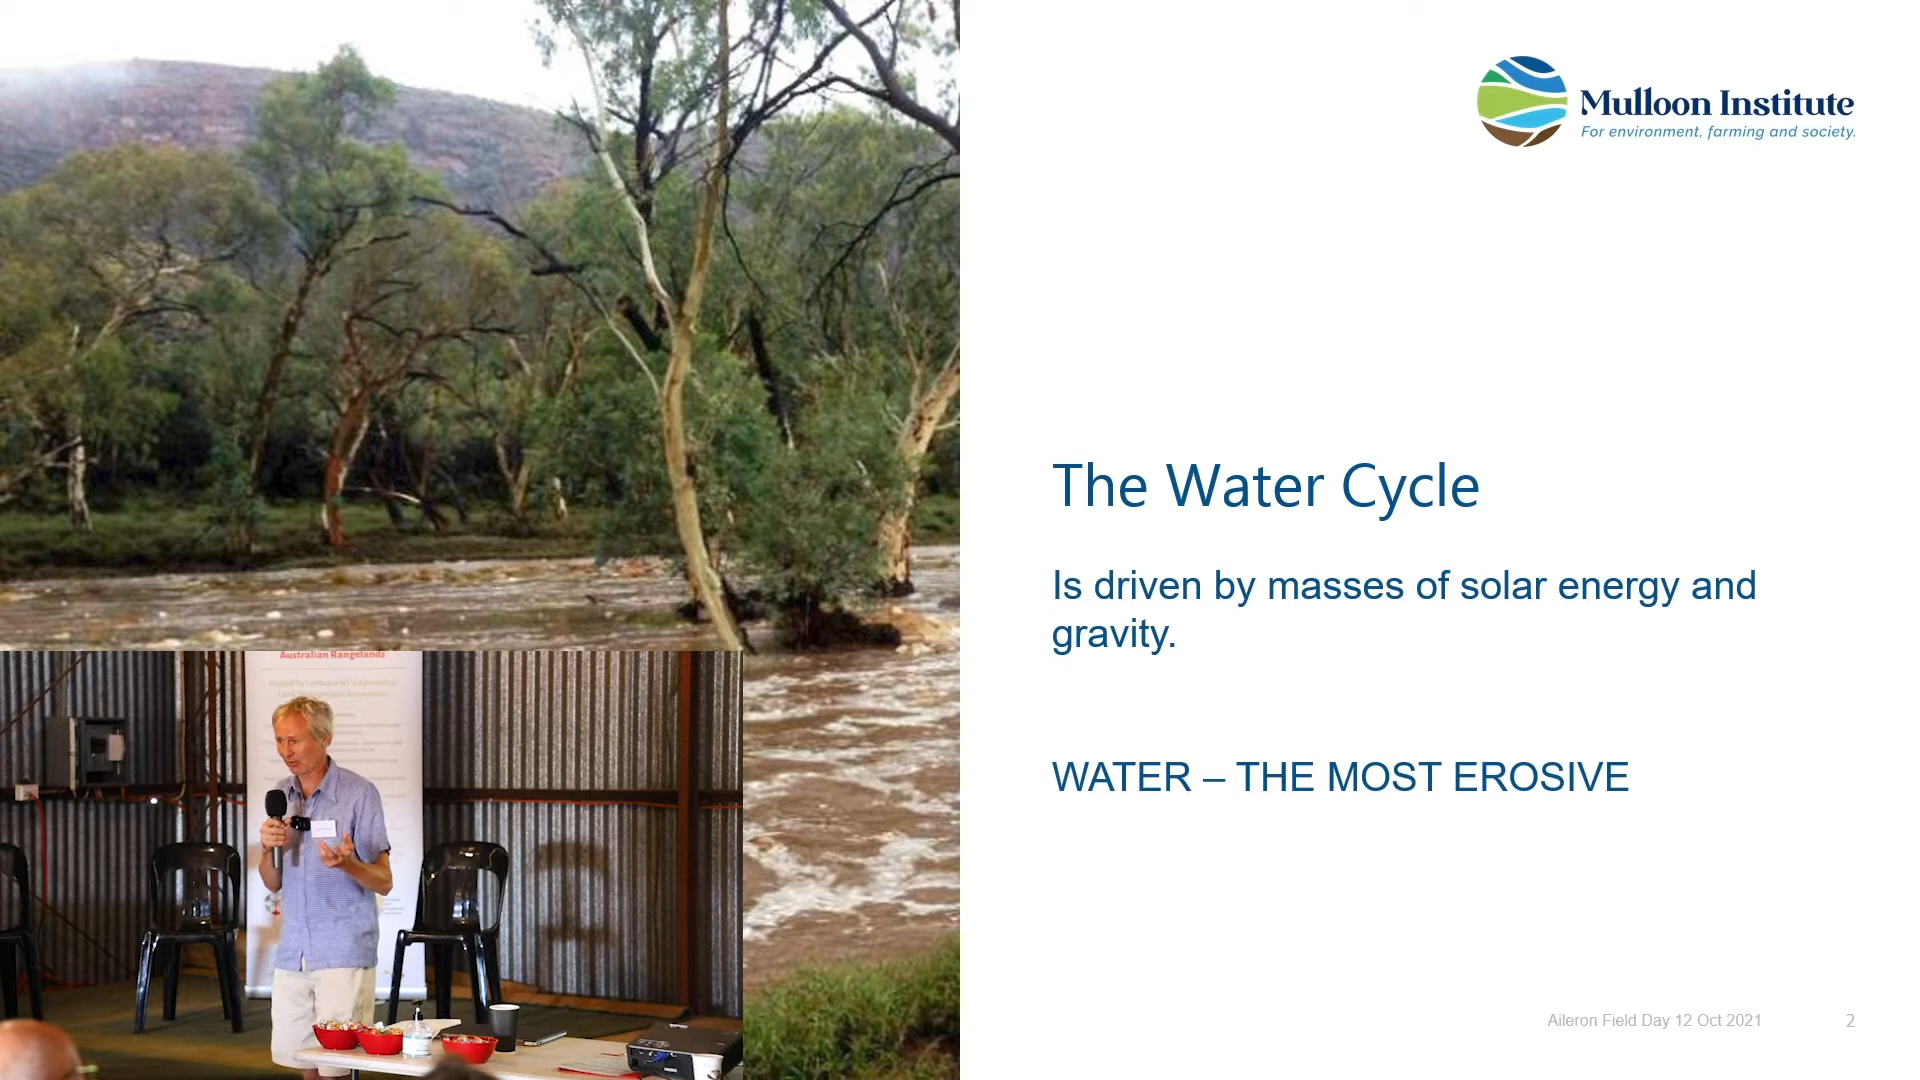 Mulloon Institute
For environment, farming and society.
The Water Cycle
Is driven by masses of solar energy and
gravity.
WATER – THE MOST EROSIVE
Australian Rangelands
Aileron Field Day 12 Oct 2021
2